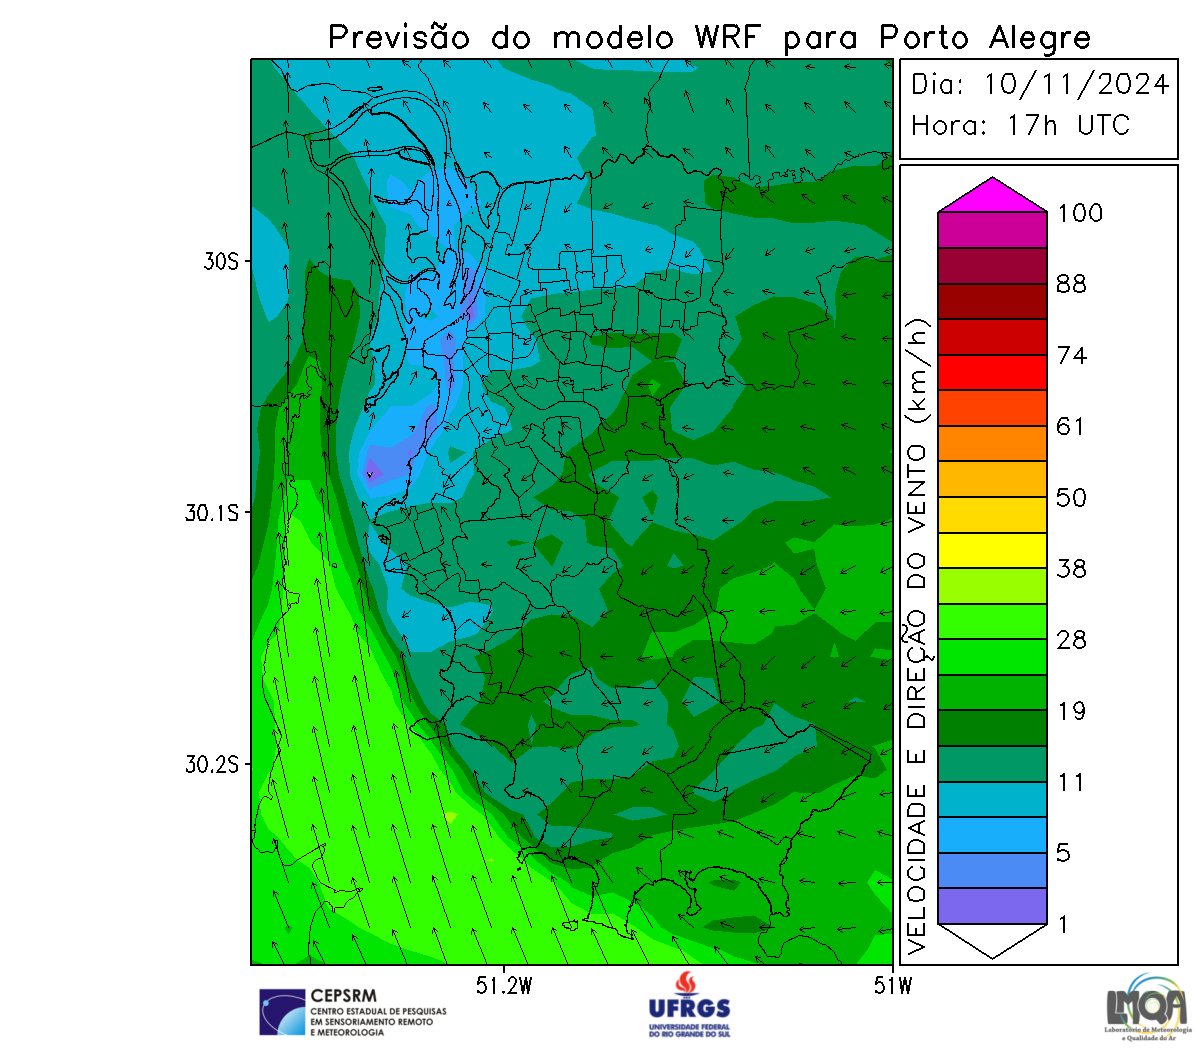 Previsão do modelo WRF para Porto Alegre
Dia: 10/11/2024
Hora: 17h UTC
30S
30.1S
30.2S
51.2W
51W
VELOCIDADE E DIREÇÃO DO VENTO (km/h)
100
88
74
61
50
38
28
19
11
5
1
CEPSRM
CENTRO ESTADUAL DE PESQUISAS
EM SENSORIAMENTO REMOTO
E METEOROLOGIA
UFRGS
UNIVERSIDADE FEDERAL
DO RIO GRANDE DO SUL
LMQA
Laboratório de Meteorologia
e Qualidade do Ar